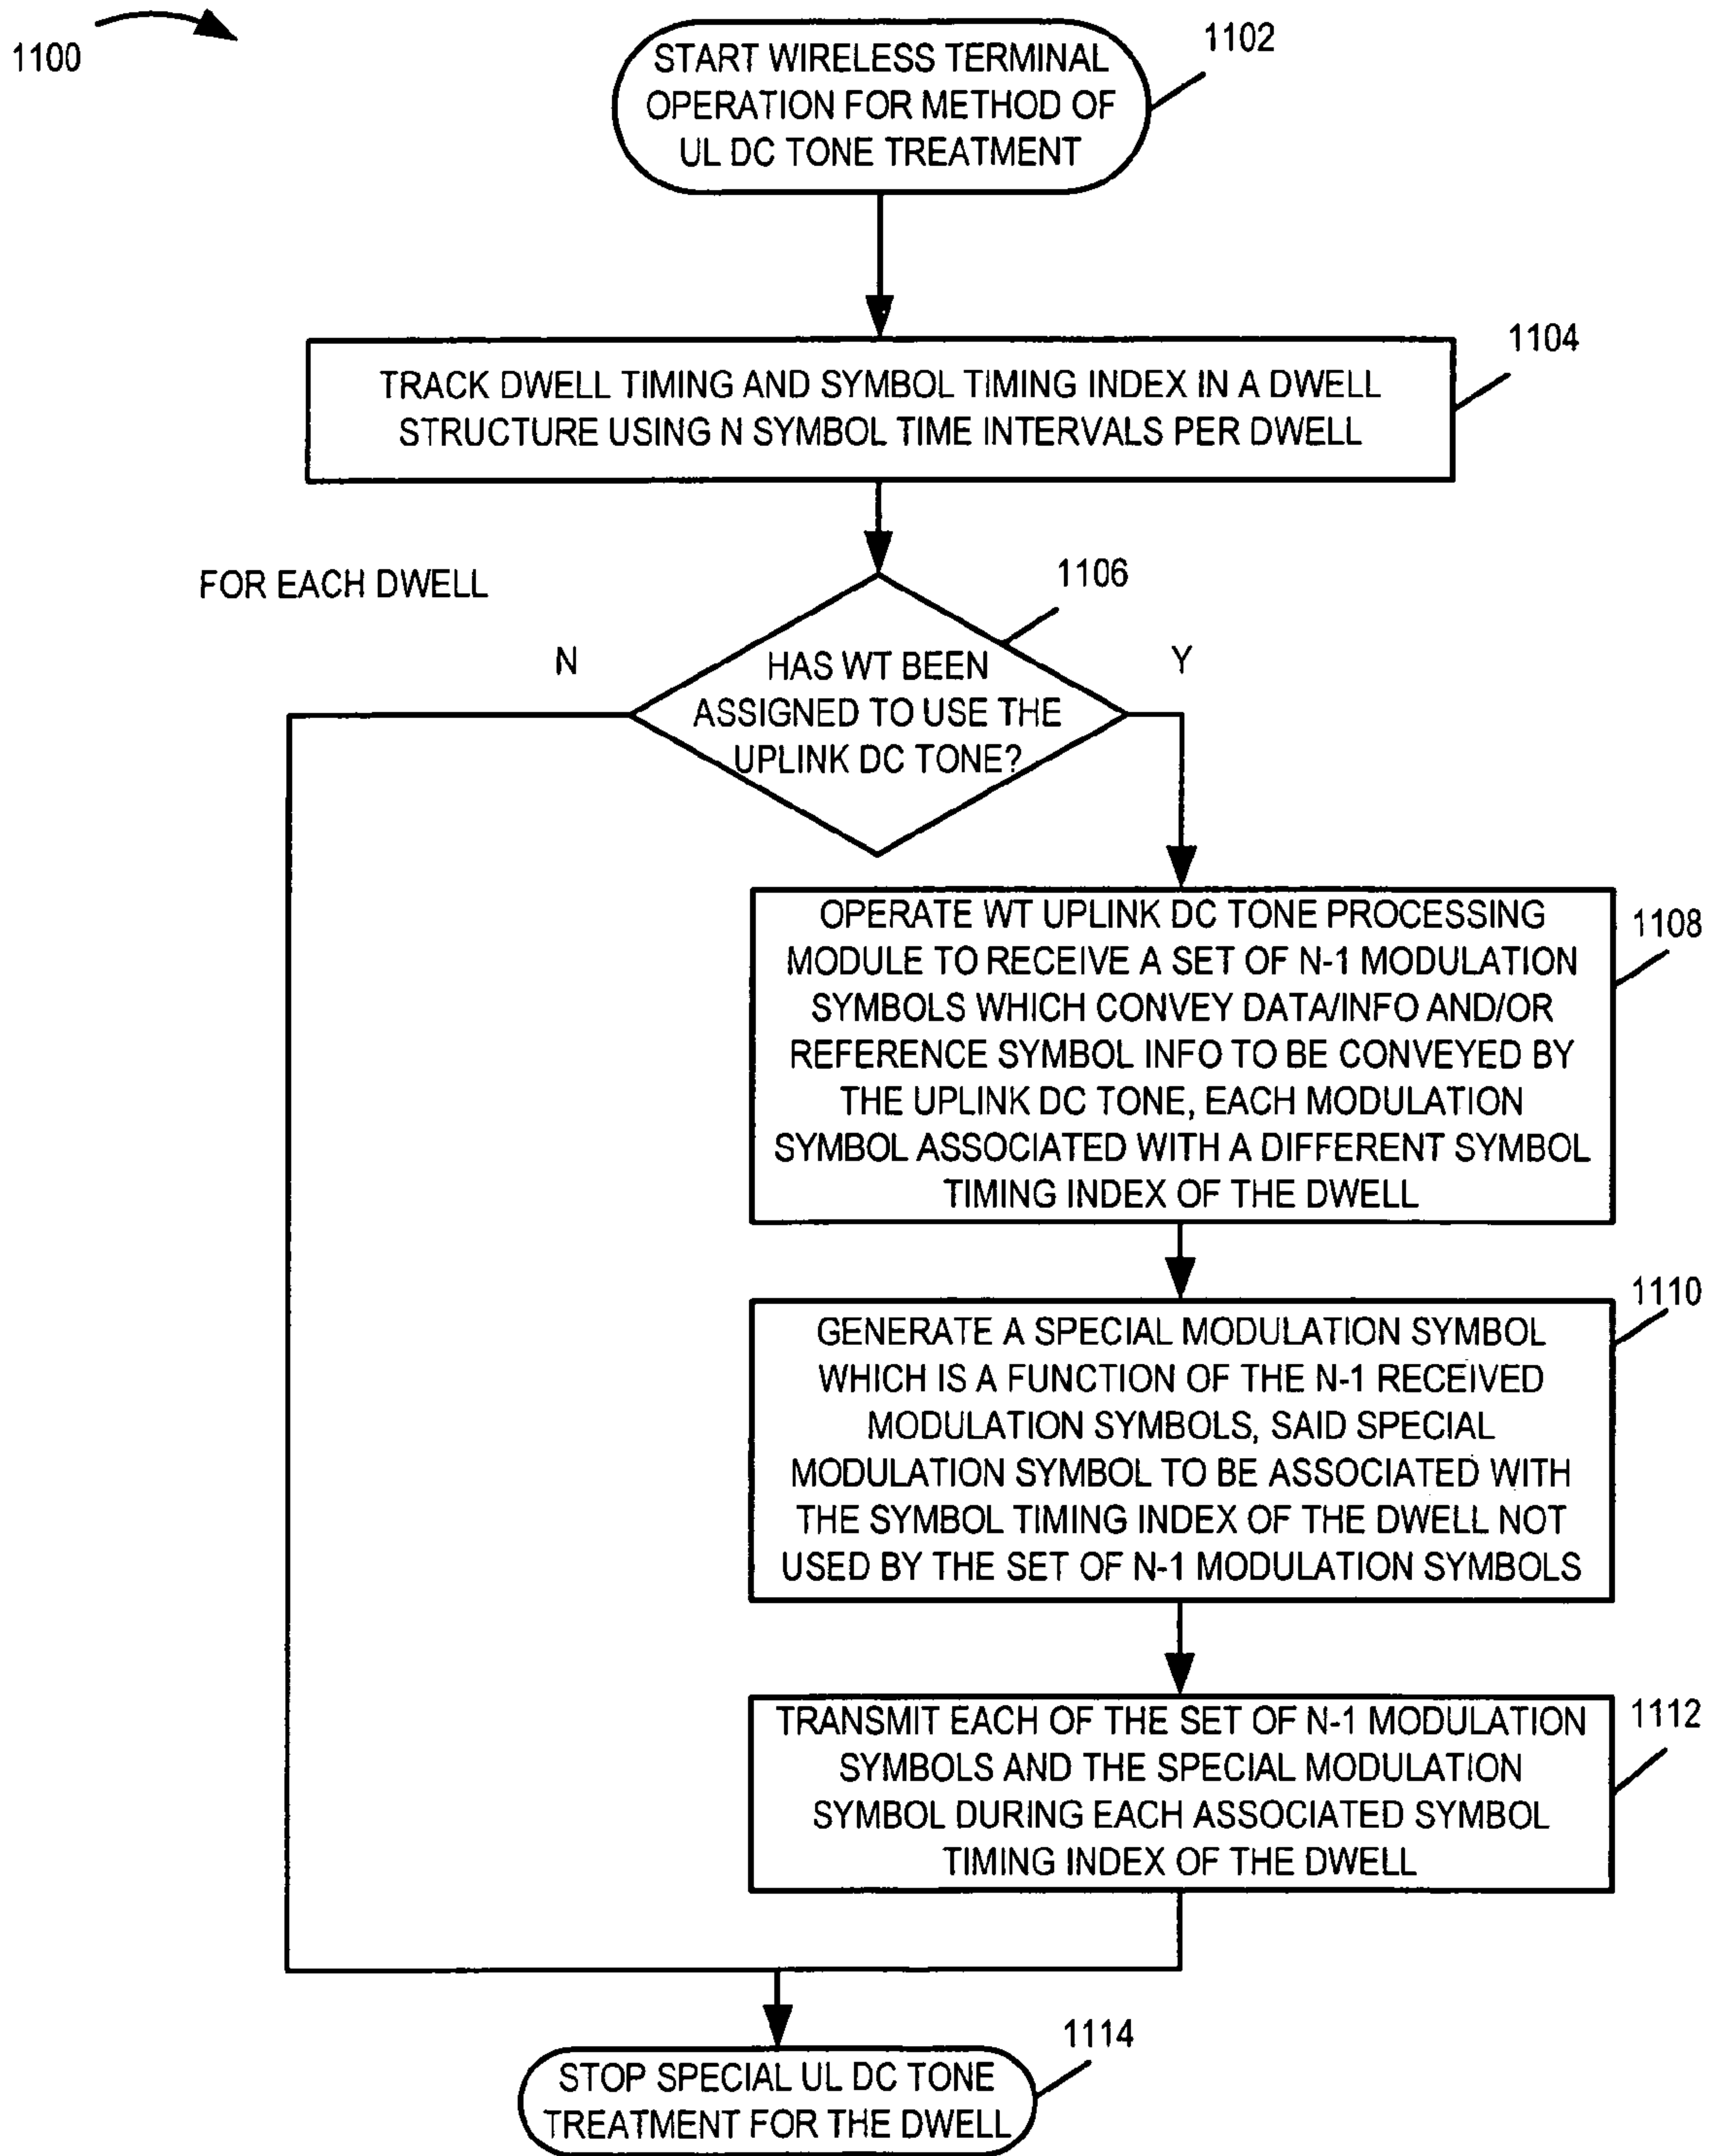 1100
1102
START WIRELESS TERMINAL
OPERATION FOR METHOD OF
UL DC TONE TREATMENT
1104
TRACK DWELL TIMING AND SYMBOL TIMING INDEX IN A DWELL
STRUCTURE USING N SYMBOL TIME INTERVALS PER DWELL
FOR EACH DWELL
1106
N
Y
HAS WT BEEN
ASSIGNED TO USE THE
UPLINK DC TONE?
1108
OPERATE WT UPLINK DC TONE PROCESSING
MODULE TO RECEIVE A SET OF N-1 MODULATION
SYMBOLS WHICH CONVEY DATA/INFO AND/OR
REFERENCE SYMBOL INFO TO BE CONVEYED BY
THE UPLINK DC TONE, EACH MODULATION
SYMBOL ASSOCIATED WITH A DIFFERENT SYMBOL
TIMING INDEX OF THE DWELL
1110
GENERATE A SPECIAL MODULATION SYMBOL
WHICH IS A FUNCTION OF THE N-1 RECEIVED
MODULATION SYMBOLS, SAID SPECIAL
MODULATION SYMBOL TO BE ASSOCIATED WITH
THE SYMBOL TIMING INDEX OF THE DWELL NOT
USED BY THE SET OF N-1 MODULATION SYMBOLS
1112
TRANSMIT EACH OF THE SET OF N-1 MODULATION
SYMBOLS AND THE SPECIAL MODULATION
SYMBOL DURING EACH ASSOCIATED SYMBOL
TIMING INDEX OF THE DWELL
1114
STOP SPECIAL UL DC TONE
TREATMENT FOR THE DWELL